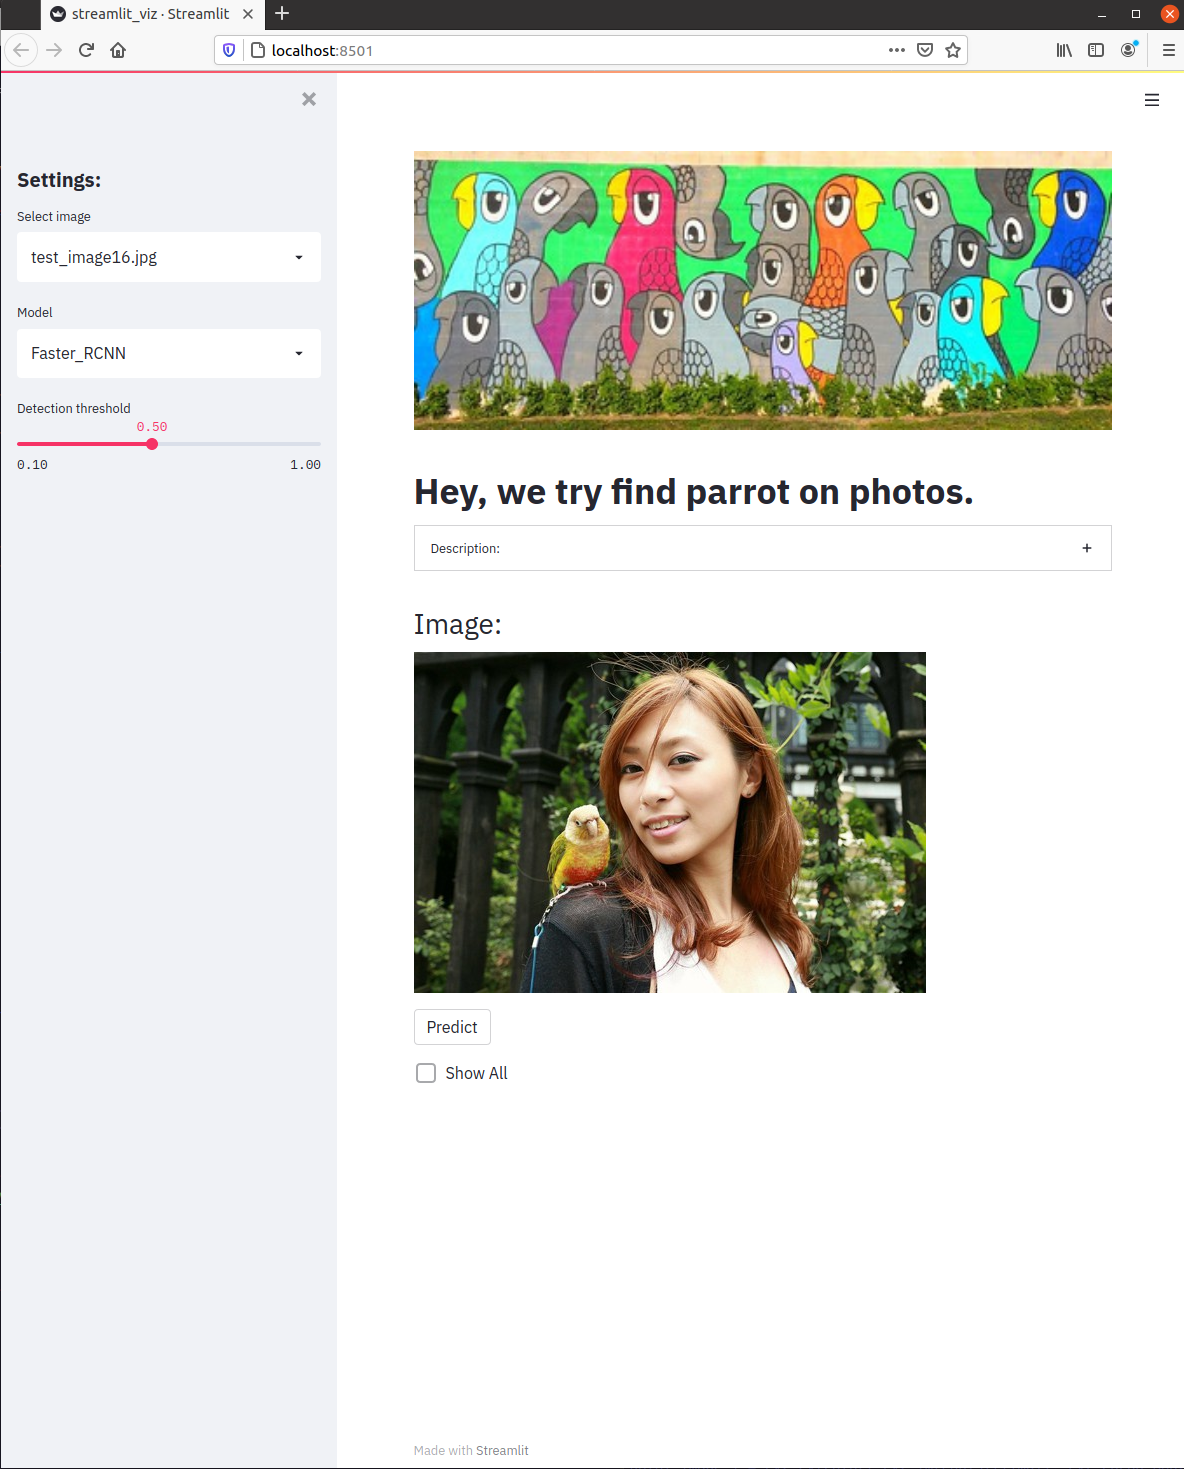 streamlit_viz · Streamlit
localhost:8501
Settings:
Select image
test_image16.jpg
Model
Faster_RCNN
Detection threshold
0.50
0.10 1.00
Hey, we try find parrot on photos.
Description:
Image:
Predict
Show All
Made with Streamlit